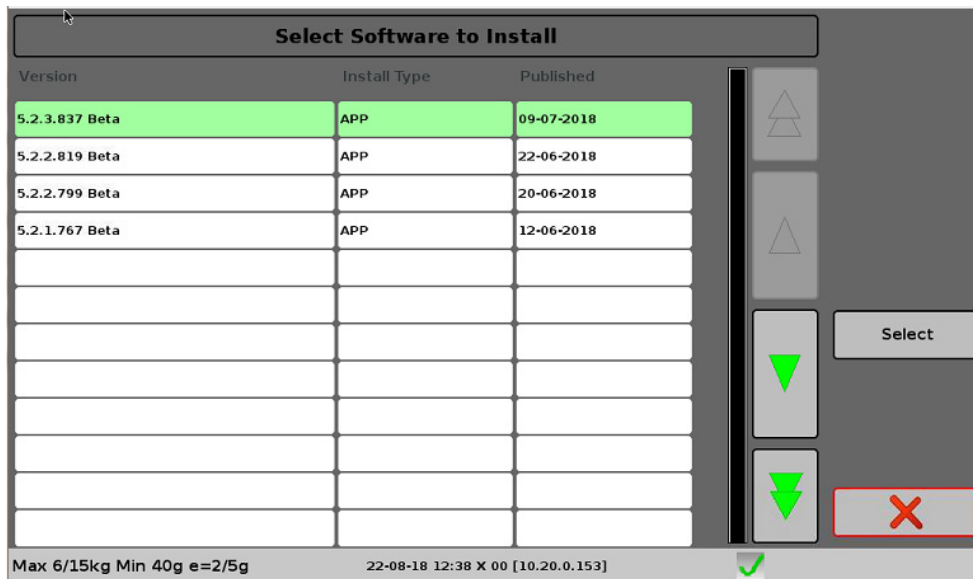 Select Software to Install
Version Install Type Published
5.2.3.837 Beta APP 09-07-2018
5.2.2.819 Beta APP 22-06-2018
5.2.2.799 Beta APP 20-06-2018
5.2.1.767 Beta APP 12-06-2018
Select
Max 6/15kg Min 40g e=2/5g 22-08-18 12:38 X 00 [10.20.0.153]